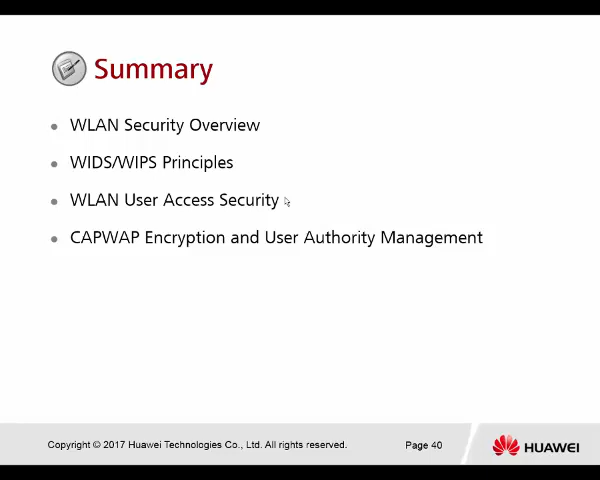 Summary
WLAN Security Overview
WIDS/WIPS Principles
WLAN User Access Security
CAPWAP Encryption and User Authority Management
Copyright © 2017 Huawei Technologies Co., Ltd. All rights reserved.
Page 40
HUAWEI